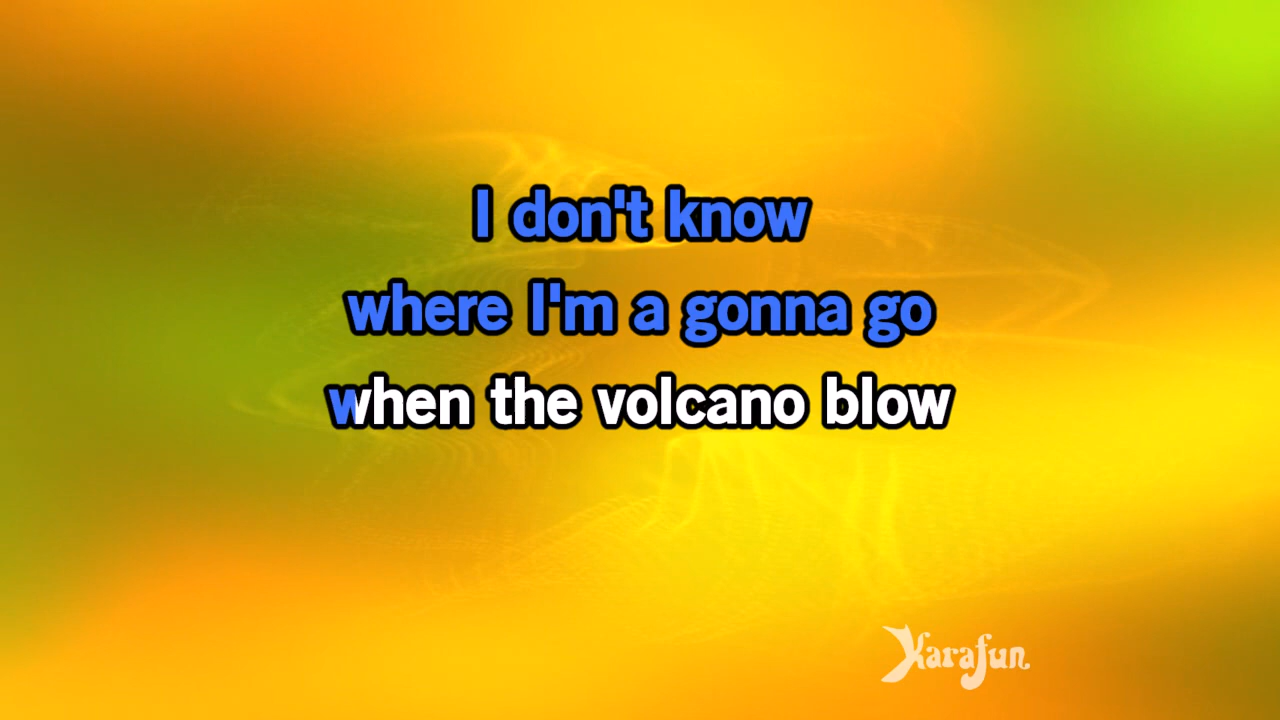 I don't know
where I'm a gonna go
when the volcano blow
Karafun